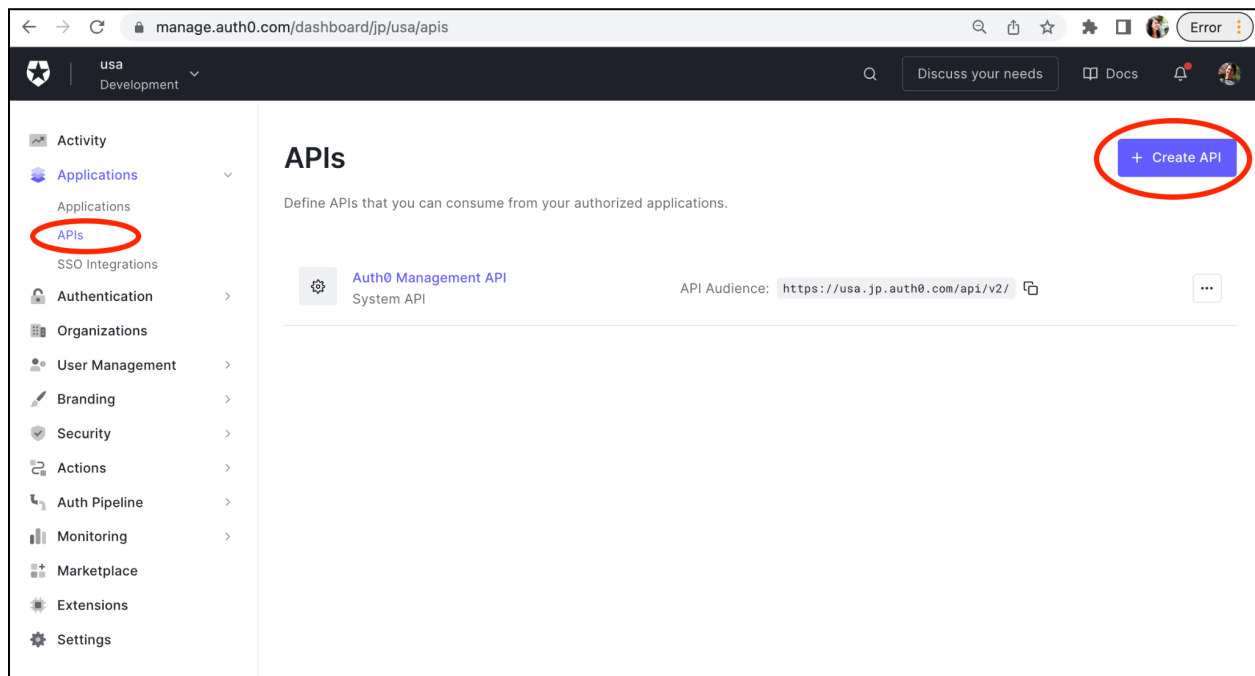 manage.auth0.com/dashboard/jp/usa/apis
Error
usa
Development
Discuss your needs
Docs
Activity
Applications
Applications
APIs
SSO Integrations
Authentication
Organizations
User Management
Branding
Security
Actions
Auth Pipeline
Monitoring
Marketplace
Extensions
Settings
APIs
+ Create API
Define APIs that you can consume from your authorized applications.
Auth0 Management API
System API
API Audience: https://usa.jp.auth0.com/api/v2/